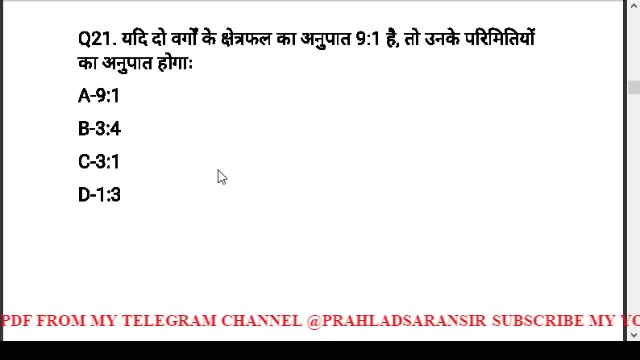 Q21. यदि दो वर्गों के क्षेत्रफल का अनुपात 9:1 है, तो उनके परिमितियों
का अनुपात होगाः
A-9:1
B-3:4
C-3:1
D-1:3
PDF FROM MY TELEGRAM CHANNEL @PRAHLADSARANSIR SUBSCRIBE MY